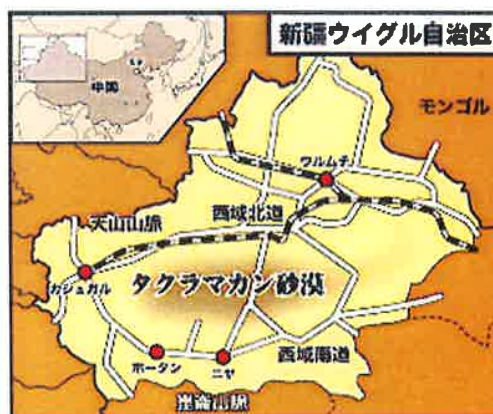 新疆ウイグル自治区
中国
モンゴル
ウルムチ
西域北道
天山山脈
カシュガル
タクラマカン砂漠
ホータン
ニヤ
西域南道
崑崙山脈